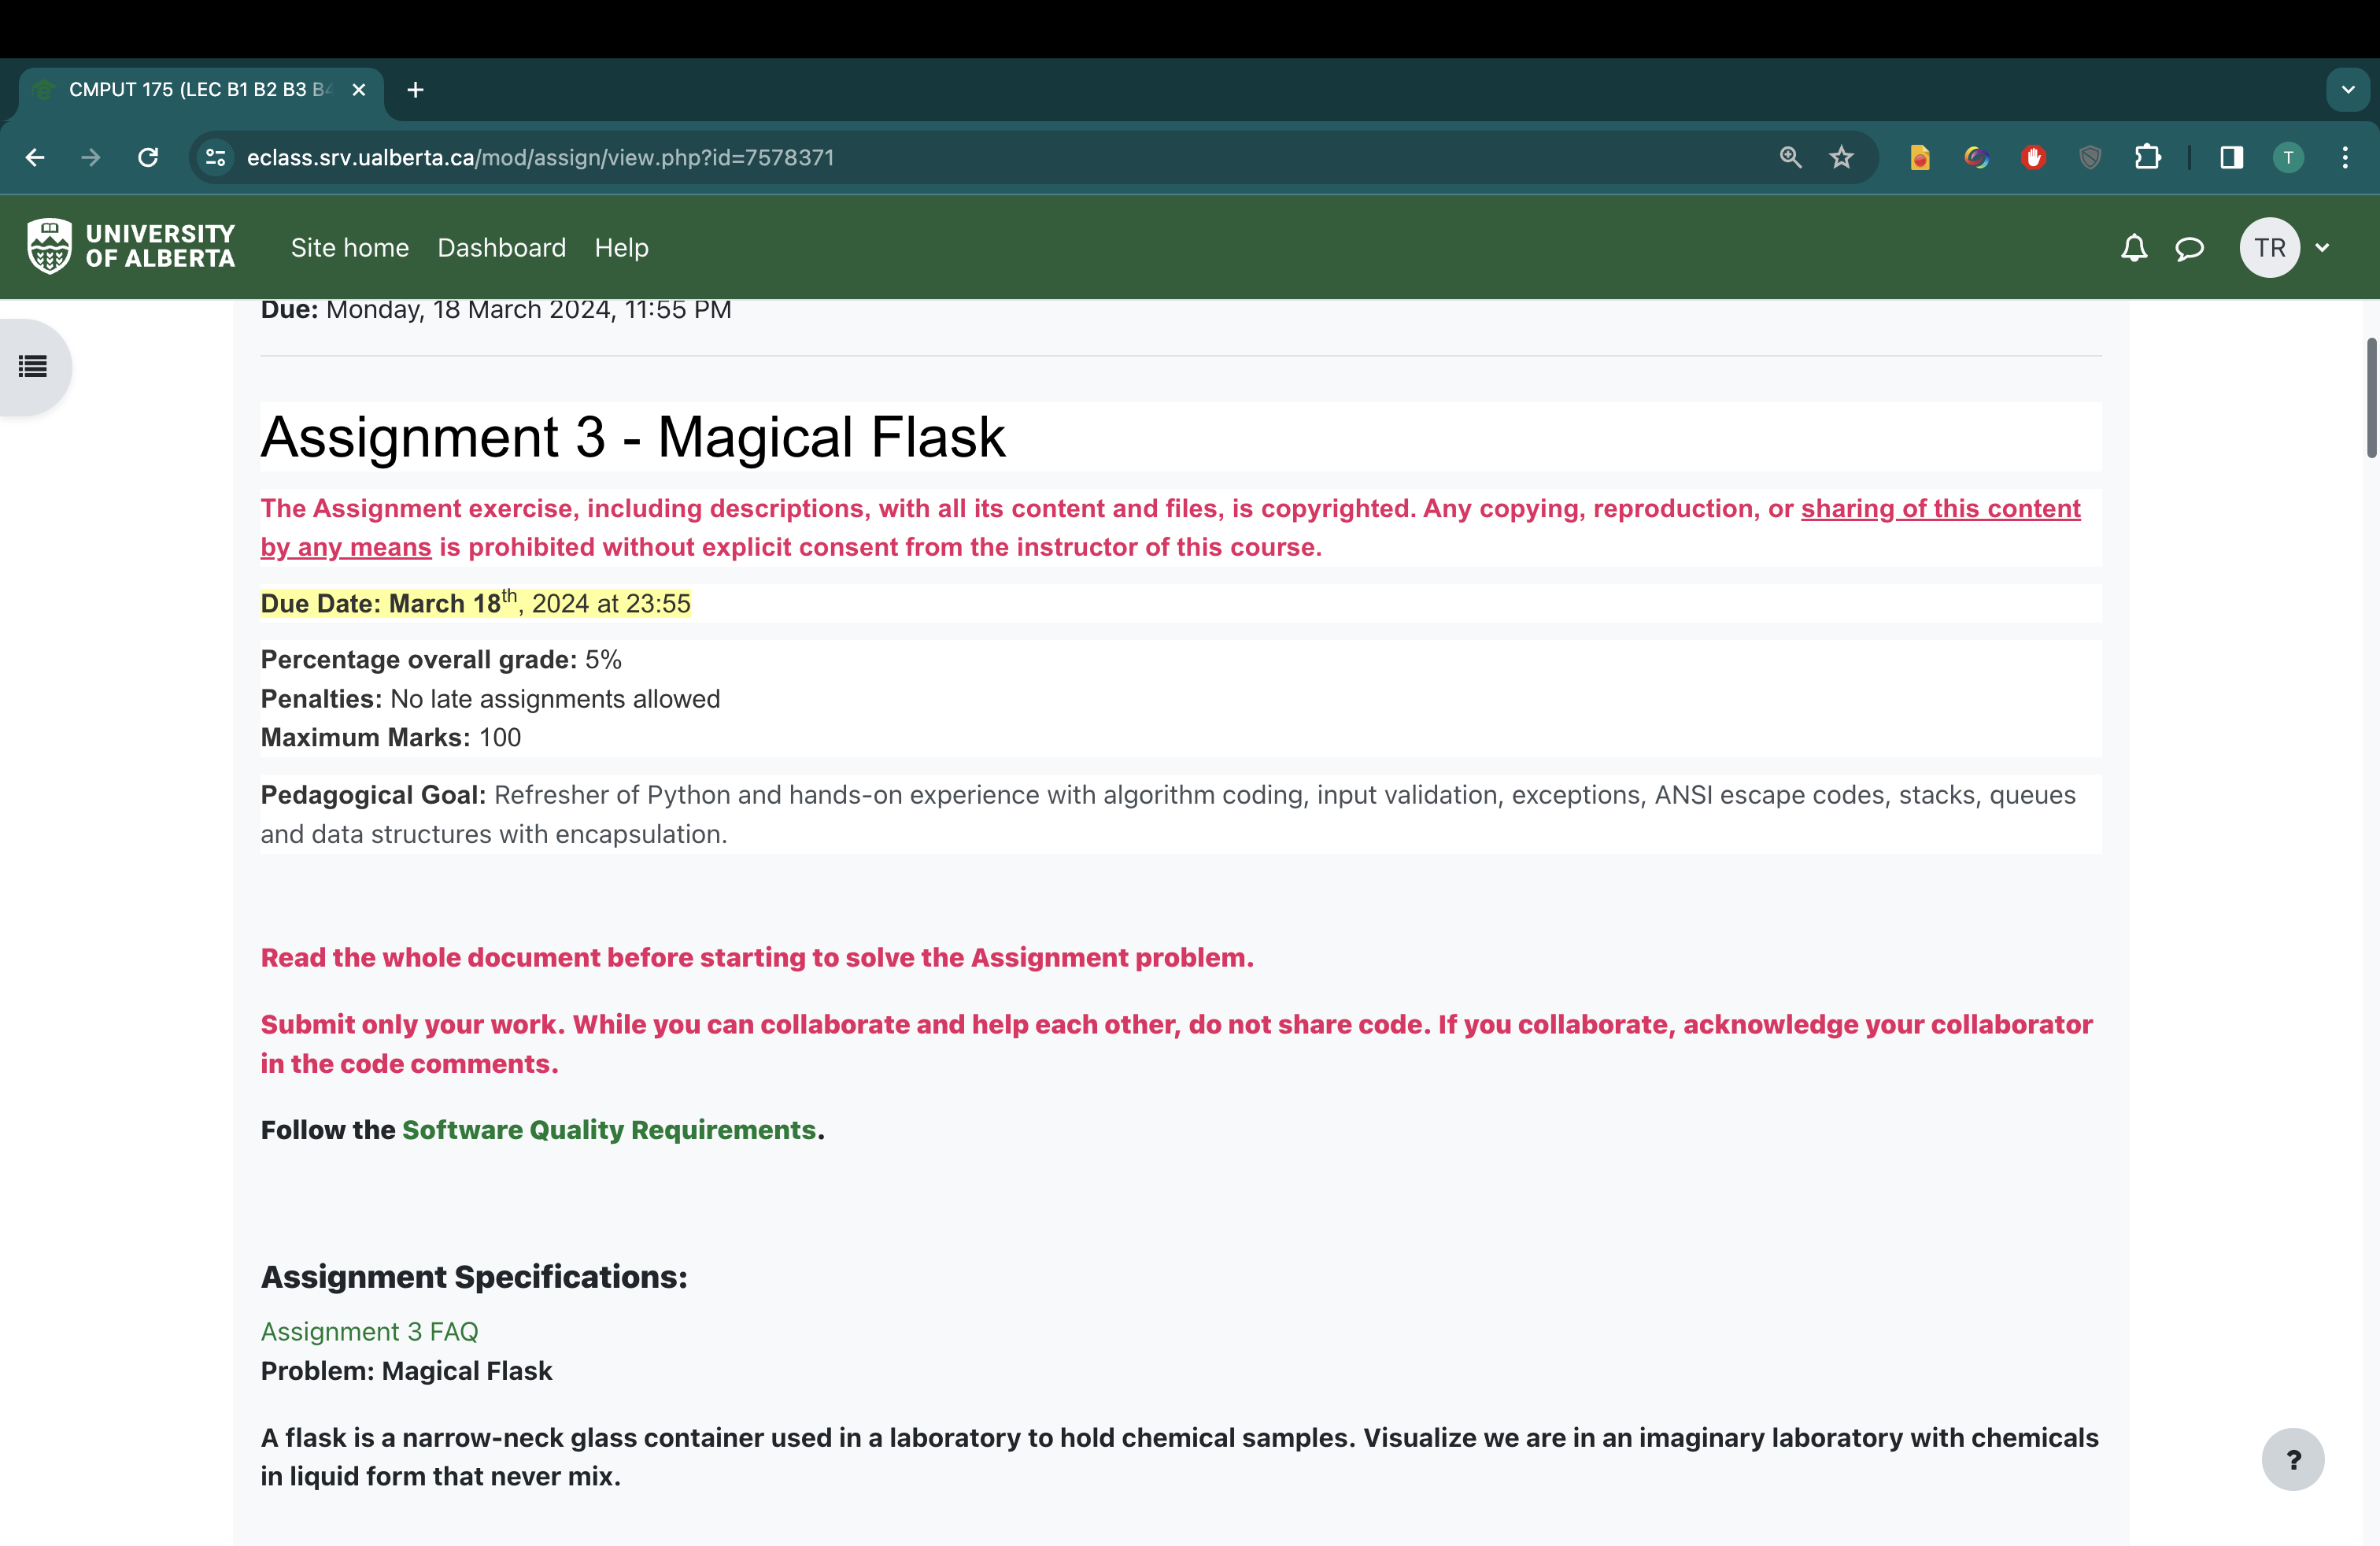 CMPUT 175 (LEC B1 B2 B3 B4
eclass.srv.ualberta.ca/mod/assign/view.php?id=7578371
T
UNIVERSITY
OF ALBERTA
Site home Dashboard Help
TR
Due: Monday, 18 March 2024, 11:55 PM
Assignment 3 - Magical Flask
The Assignment exercise, including descriptions, with all its content and files, is copyrighted. Any copying, reproduction, or sharing of this content
by any means is prohibited without explicit consent from the instructor of this course.
Due Date: March 18th, 2024 at 23:55
Percentage overall grade: 5%
Penalties: No late assignments allowed
Maximum Marks: 100
Pedagogical Goal: Refresher of Python and hands-on experience with algorithm coding, input validation, exceptions, ANSI escape codes, stacks, queues
and data structures with encapsulation.
Read the whole document before starting to solve the Assignment problem.
Submit only your work. While you can collaborate and help each other, do not share code. If you collaborate, acknowledge your collaborator
in the code comments.
Follow the Software Quality Requirements.
Assignment Specifications:
Assignment 3 FAQ
Problem: Magical Flask
A flask is a narrow-neck glass container used in a laboratory to hold chemical samples. Visualize we are in an imaginary laboratory with chemicals
in liquid form that never mix.
?